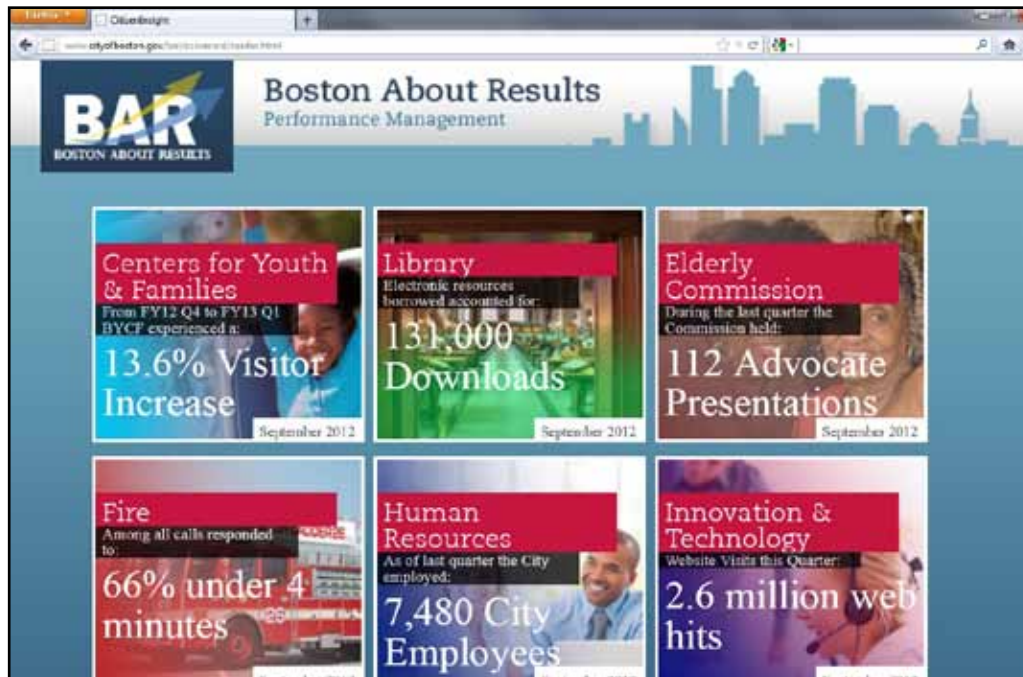 CitizenInsight
www.cityofboston.gov
BAR
BOSTON ABOUT RESULTS
Boston About Results
Performance Management
Centers for Youth
& Families
From FY12 Q4 to FY13 Q1
BYCF experienced a:
13.6% Visitor
Increase
September 2012
Library
Electronic resources
borrowed accounted for:
131,000
Downloads
September 2012
Elderly
Commission
During the last quarter the
Commission held:
112 Advocate
Presentations
September 2012
Fire
Among all calls responded
to:
66% under 4
minutes
Human
Resources
As of last quarter the City
employed:
7,480 City
Employees
Innovation &
Technology
Website Visits this Quarter:
2.6 million web
hits